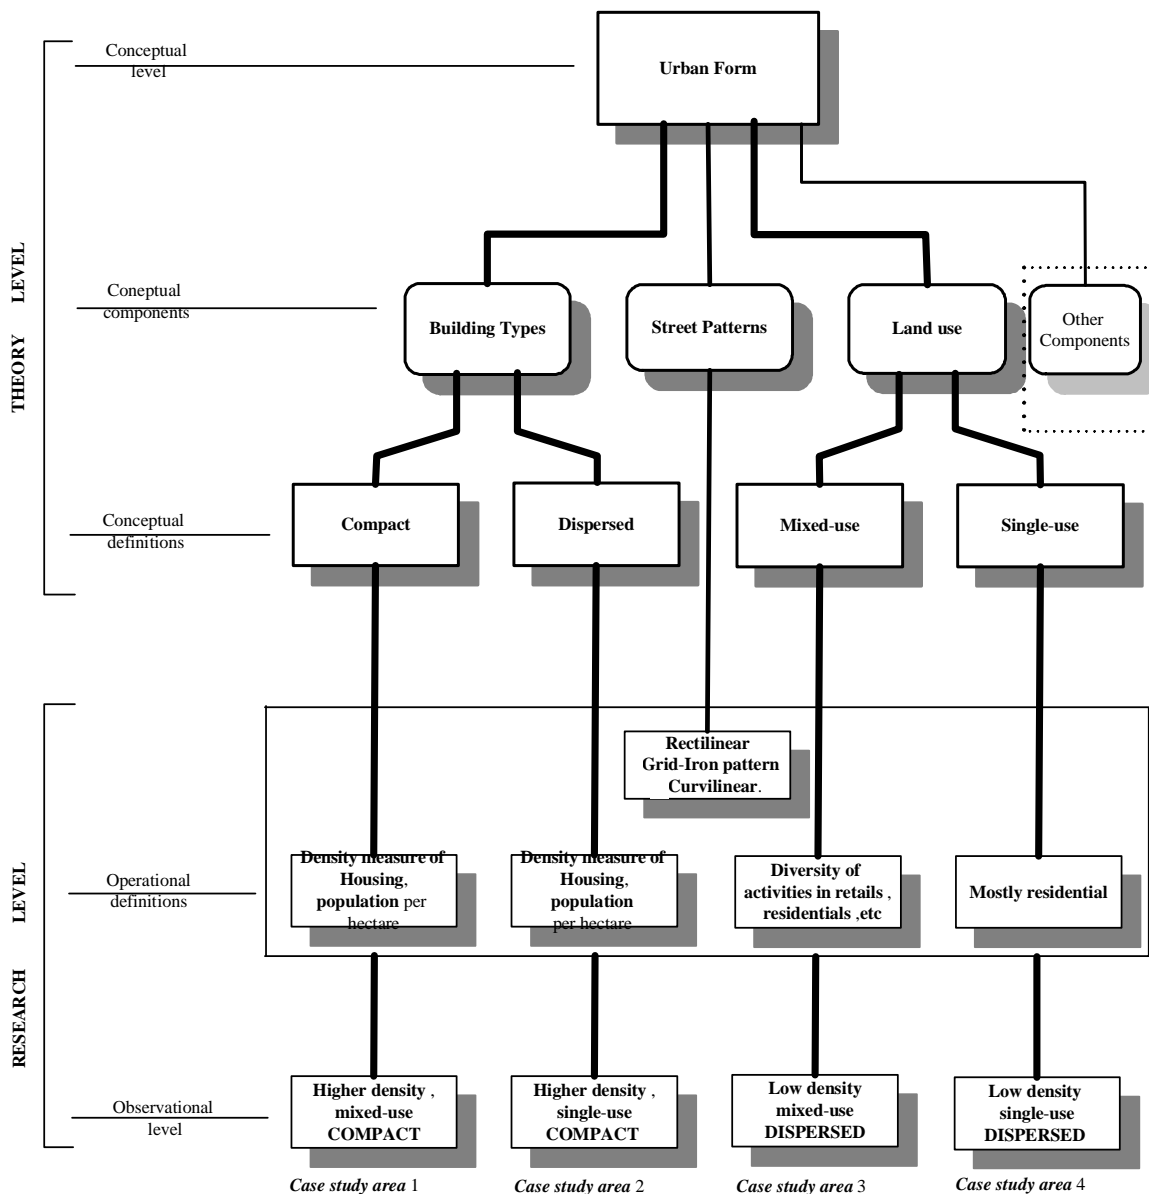 Conceptual
level
Urban Form
THEORY LEVEL
Coneptual
components
Building Types
Street Patterns
Land use
Other
Components
Conceptual
definitions
Compact
Dispersed
Mixed-use
Single-use
RESEARCH LEVEL
Rectilinear
Grid-Iron pattern
Curvilinear.
Operational
definitions
Density measure of
Housing,
population per
hectare
Density measure of
Housing,
population
per hectare
Diversity of
activities in retails ,
residentials ,etc
Mostly residential
Observational
level
Higher density ,
mixed-use
COMPACT
Higher density ,
single-use
COMPACT
Low density
mixed-use
DISPERSED
Low density
single-use
DISPERSED
Case study area 1
Case study area 2
Case study area 3
Case study area 4